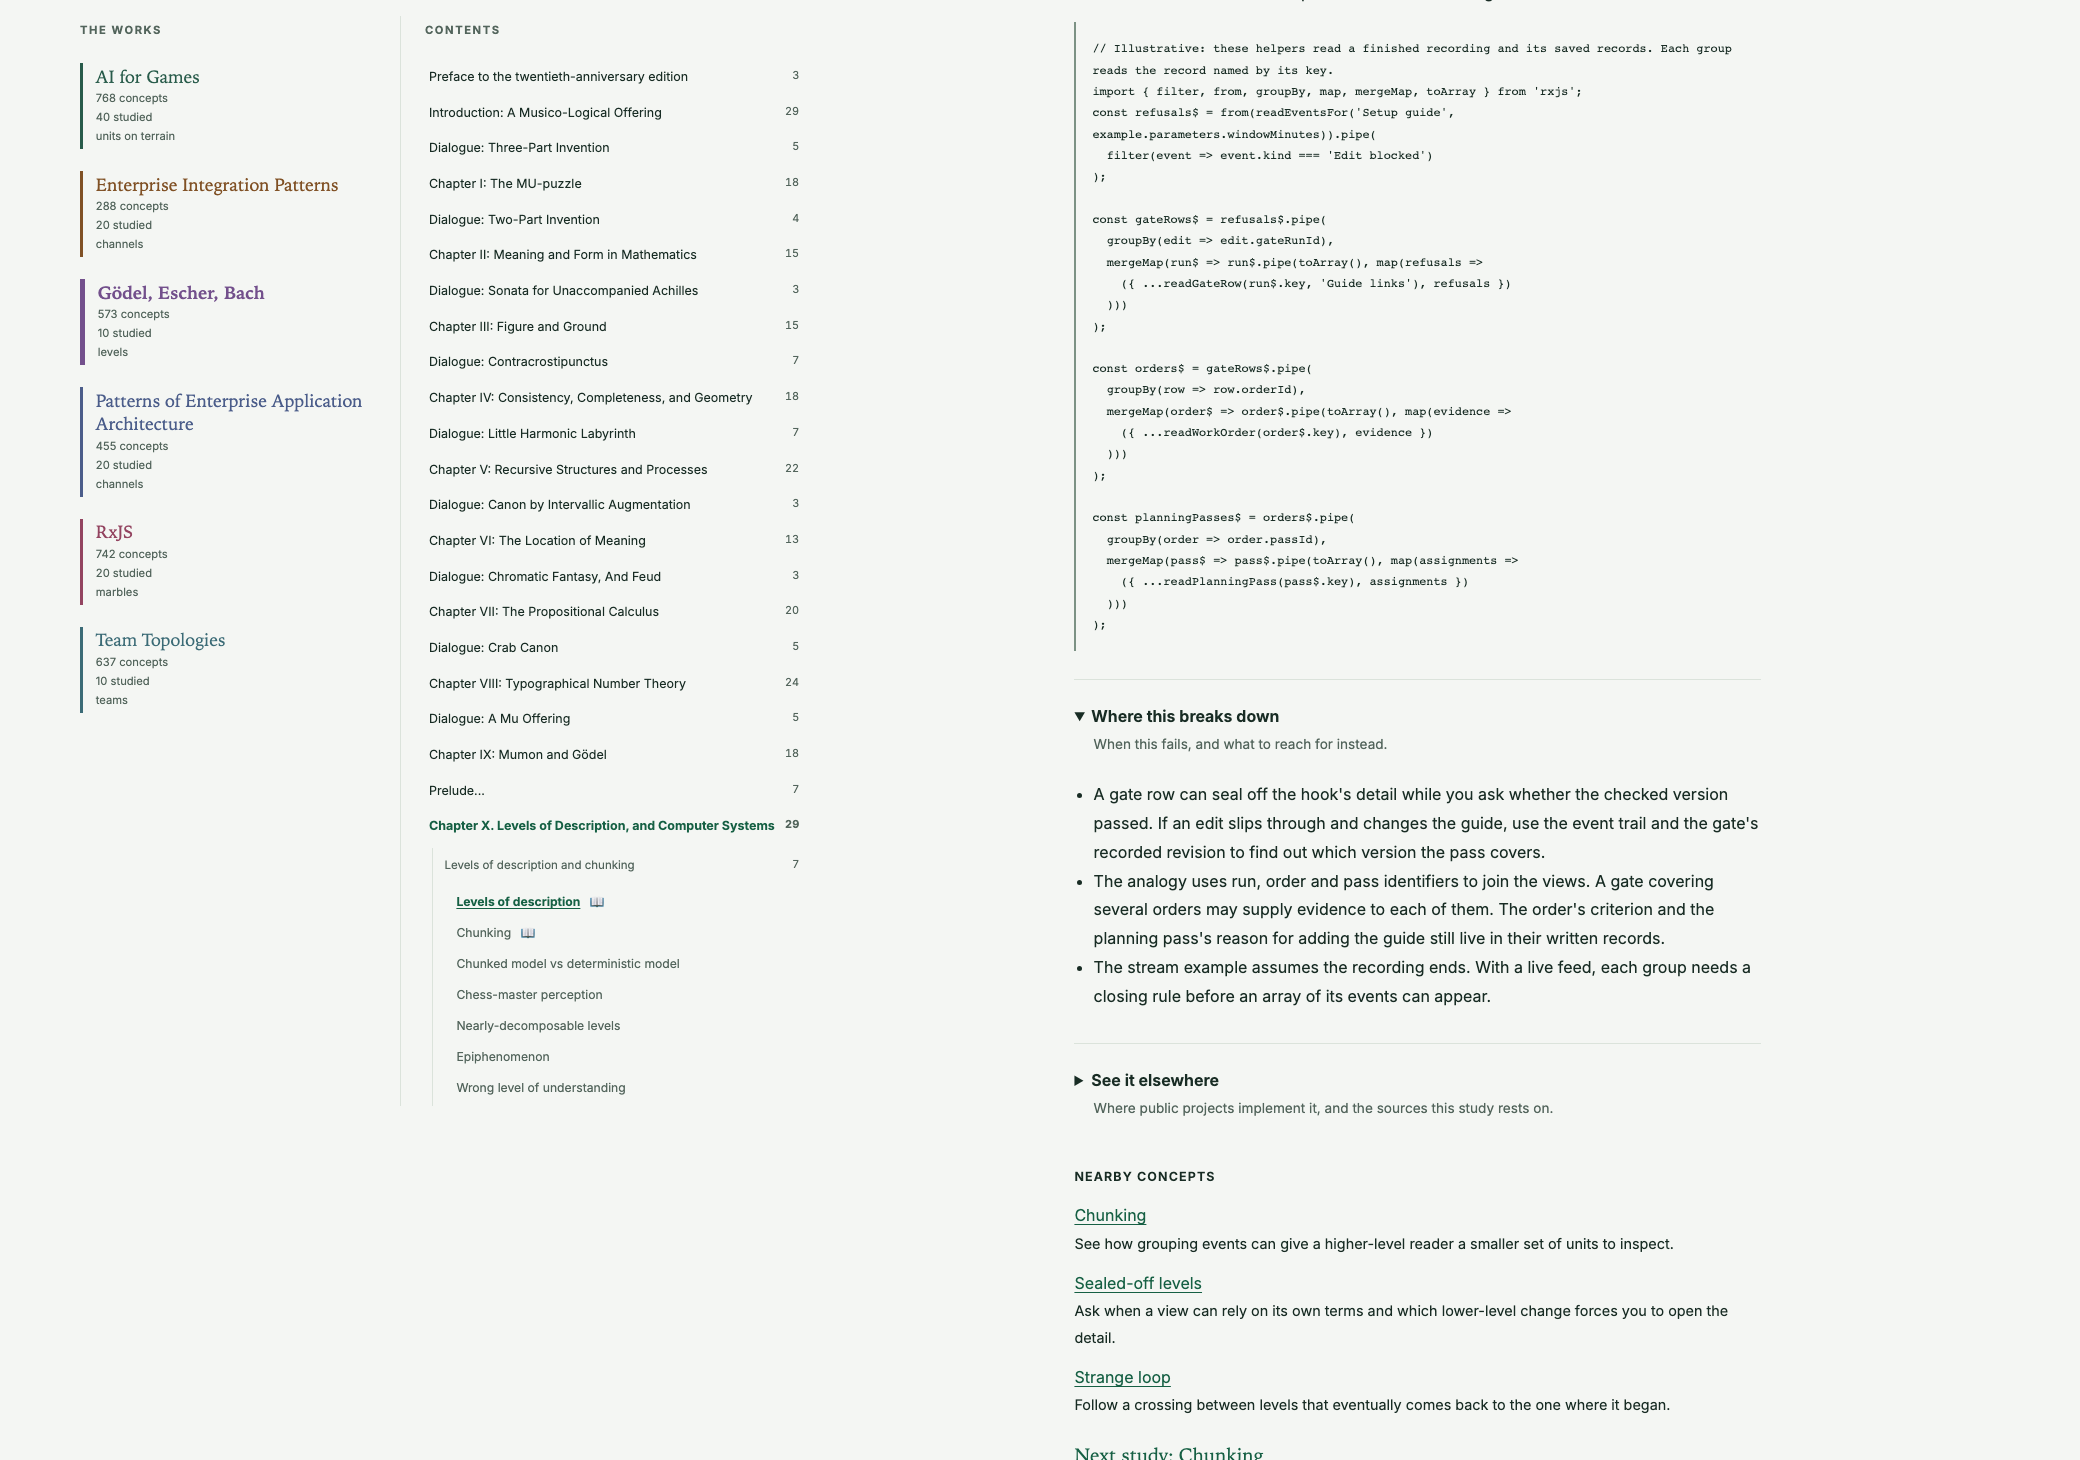 THE WORKS
AI for Games
768 concepts
40 studied
units on terrain
Enterprise Integration Patterns
288 concepts
20 studied
channels
Gödel, Escher, Bach
573 concepts
10 studied
levels
Patterns of Enterprise Application
Architecture
455 concepts
20 studied
channels
RxJS
742 concepts
20 studied
marbles
Team Topologies
637 concepts
10 studied
teams
CONTENTS
Preface to the twentieth-anniversary edition 3
Introduction: A Musico-Logical Offering 29
Dialogue: Three-Part Invention 5
Chapter I: The MU-puzzle 18
Dialogue: Two-Part Invention 4
Chapter II: Meaning and Form in Mathematics 15
Dialogue: Sonata for Unaccompanied Achilles 3
Chapter III: Figure and Ground 15
Dialogue: Contracrostipunctus 7
Chapter IV: Consistency, Completeness, and Geometry 18
Dialogue: Little Harmonic Labyrinth 7
Chapter V: Recursive Structures and Processes 22
Dialogue: Canon by Intervallic Augmentation 3
Chapter VI: The Location of Meaning 13
Dialogue: Chromatic Fantasy, And Feud 3
Chapter VII: The Propositional Calculus 20
Dialogue: Crab Canon 5
Chapter VIII: Typographical Number Theory 24
Dialogue: A Mu Offering 5
Chapter IX: Mumon and Gödel 18
Prelude... 7
Chapter X. Levels of Description, and Computer Systems 29
Levels of description and chunking 7
Levels of description
Chunking
Chunked model vs deterministic model
Chess-master perception
Nearly-decomposable levels
Epiphenomenon
Wrong level of understanding
// Illustrative: these helpers read a finished recording and its saved records. Each group
reads the record named by its key.
import { filter, from, groupBy, map, mergeMap, toArray } from 'rxjs';
const refusals$ = from(readEventsFor('Setup guide',
example.parameters.windowMinutes)).pipe(
  filter(event => event.kind === 'Edit blocked')
);
const gateRows$ = refusals$.pipe(
  groupBy(edit => edit.gateRunId),
  mergeMap(run$ => run$.pipe(toArray(), map(refusals =>
    ({ ...readGateRow(run$.key, 'Guide links'), refusals })
  )))
);
const orders$ = gateRows$.pipe(
  groupBy(row => row.orderId),
  mergeMap(order$ => order$.pipe(toArray(), map(evidence =>
    ({ ...readWorkOrder(order$.key), evidence })
  )))
);
const planningPasses$ = orders$.pipe(
  groupBy(order => order.passId),
  mergeMap(pass$ => pass$.pipe(toArray(), map(assignments =>
    ({ ...readPlanningPass(pass$.key), assignments })
  )))
);
Where this breaks down
When this fails, and what to reach for instead.
• A gate row can seal off the hook's detail while you ask whether the checked version
passed. If an edit slips through and changes the guide, use the event trail and the gate's
recorded revision to find out which version the pass covers.
• The analogy uses run, order and pass identifiers to join the views. A gate covering
several orders may supply evidence to each of them. The order's criterion and the
planning pass's reason for adding the guide still live in their written records.
• The stream example assumes the recording ends. With a live feed, each group needs a
closing rule before an array of its events can appear.
See it elsewhere
Where public projects implement it, and the sources this study rests on.
NEARBY CONCEPTS
Chunking
See how grouping events can give a higher-level reader a smaller set of units to inspect.
Sealed-off levels
Ask when a view can rely on its own terms and which lower-level change forces you to open the
detail.
Strange loop
Follow a crossing between levels that eventually comes back to the one where it began.
Next study: Chunking